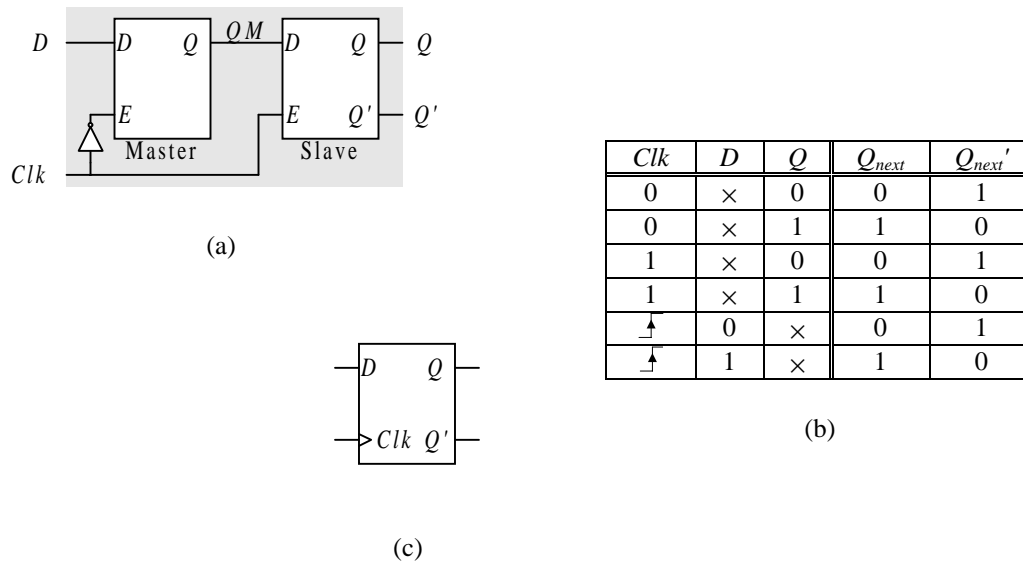 D D Q QM D Q Q
E E Q' Q'
Master Slave
Clk
(a)
Clk D Q Qnext Qnext'
0 × 0 0 1
0 × 1 1 0
1 × 0 0 1
1 × 1 1 0
0 × 0 1
1 × 1 0
(b)
D Q
Clk Q'
(c)